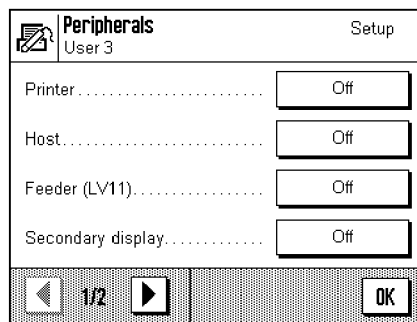 Peripherals Setup
User 3
Printer........................ Off
Host.......................... Off
Feeder (LV11)................. Off
Secondary display............. Off
1/2 OK